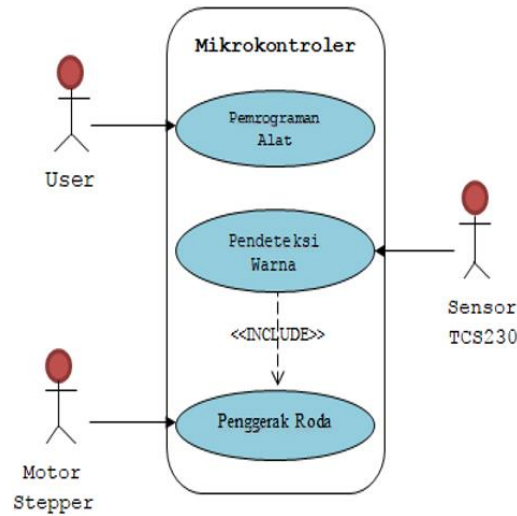 Mikrokontroler
Pemrograman
Alat
User
Pendeteksi
Warna
Sensor
TCS230
<<INCLUDE>>
Penggerak Roda
Motor
Stepper